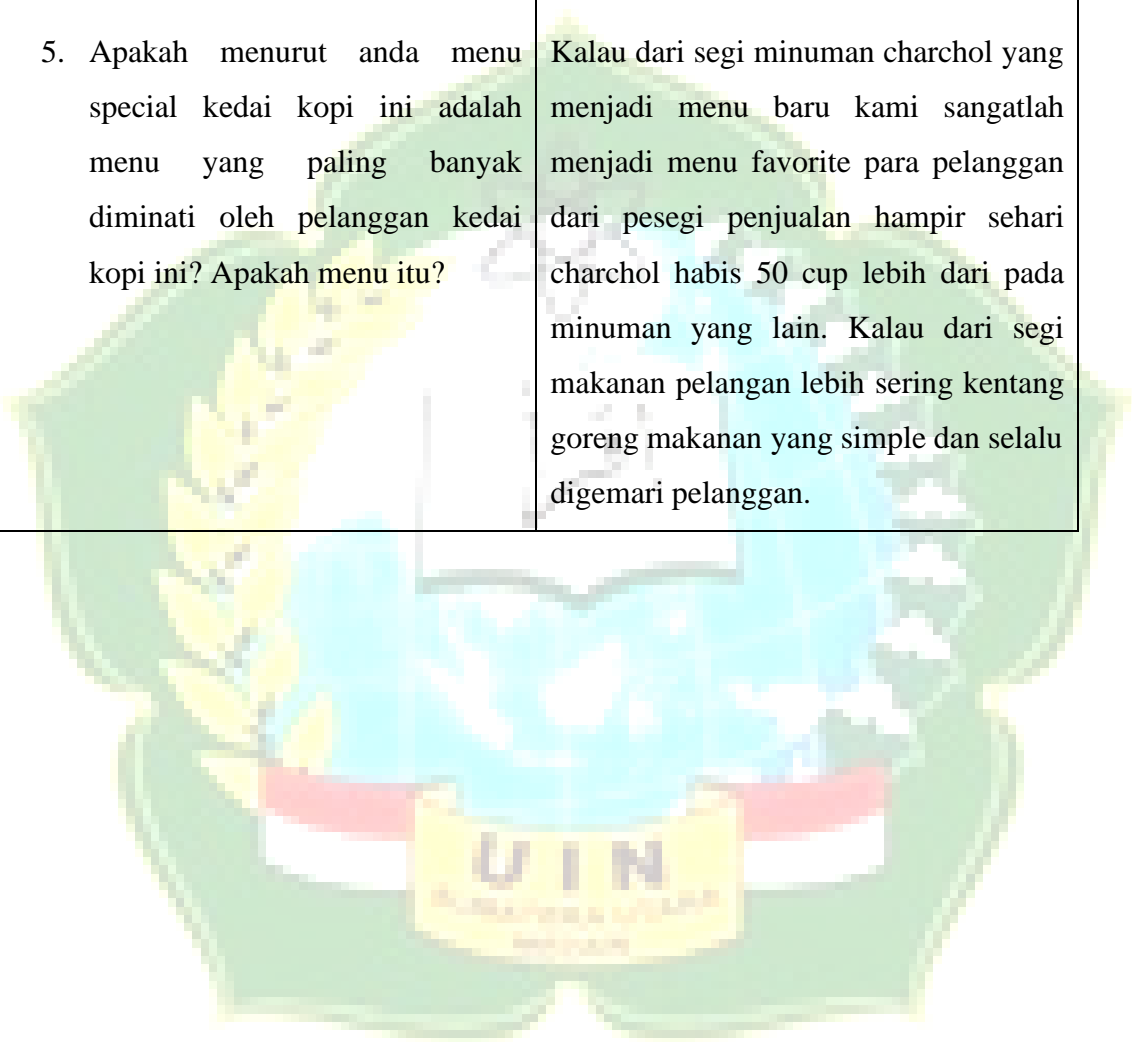 5. Apakah menurut anda menu
special kedai kopi ini adalah
menu yang paling banyak
diminati oleh pelanggan kedai
kopi ini? Apakah menu itu?
Kalau dari segi minuman charchol yang
menjadi menu baru kami sangatlah
menjadi menu favorite para pelanggan
dari pesegi penjualan hampir sehari
charchol habis 50 cup lebih dari pada
minuman yang lain. Kalau dari segi
makanan pelangan lebih sering kentang
goreng makanan yang simple dan selalu
digemari pelanggan.
UIN
SUMATERA UTARA
MEDAN